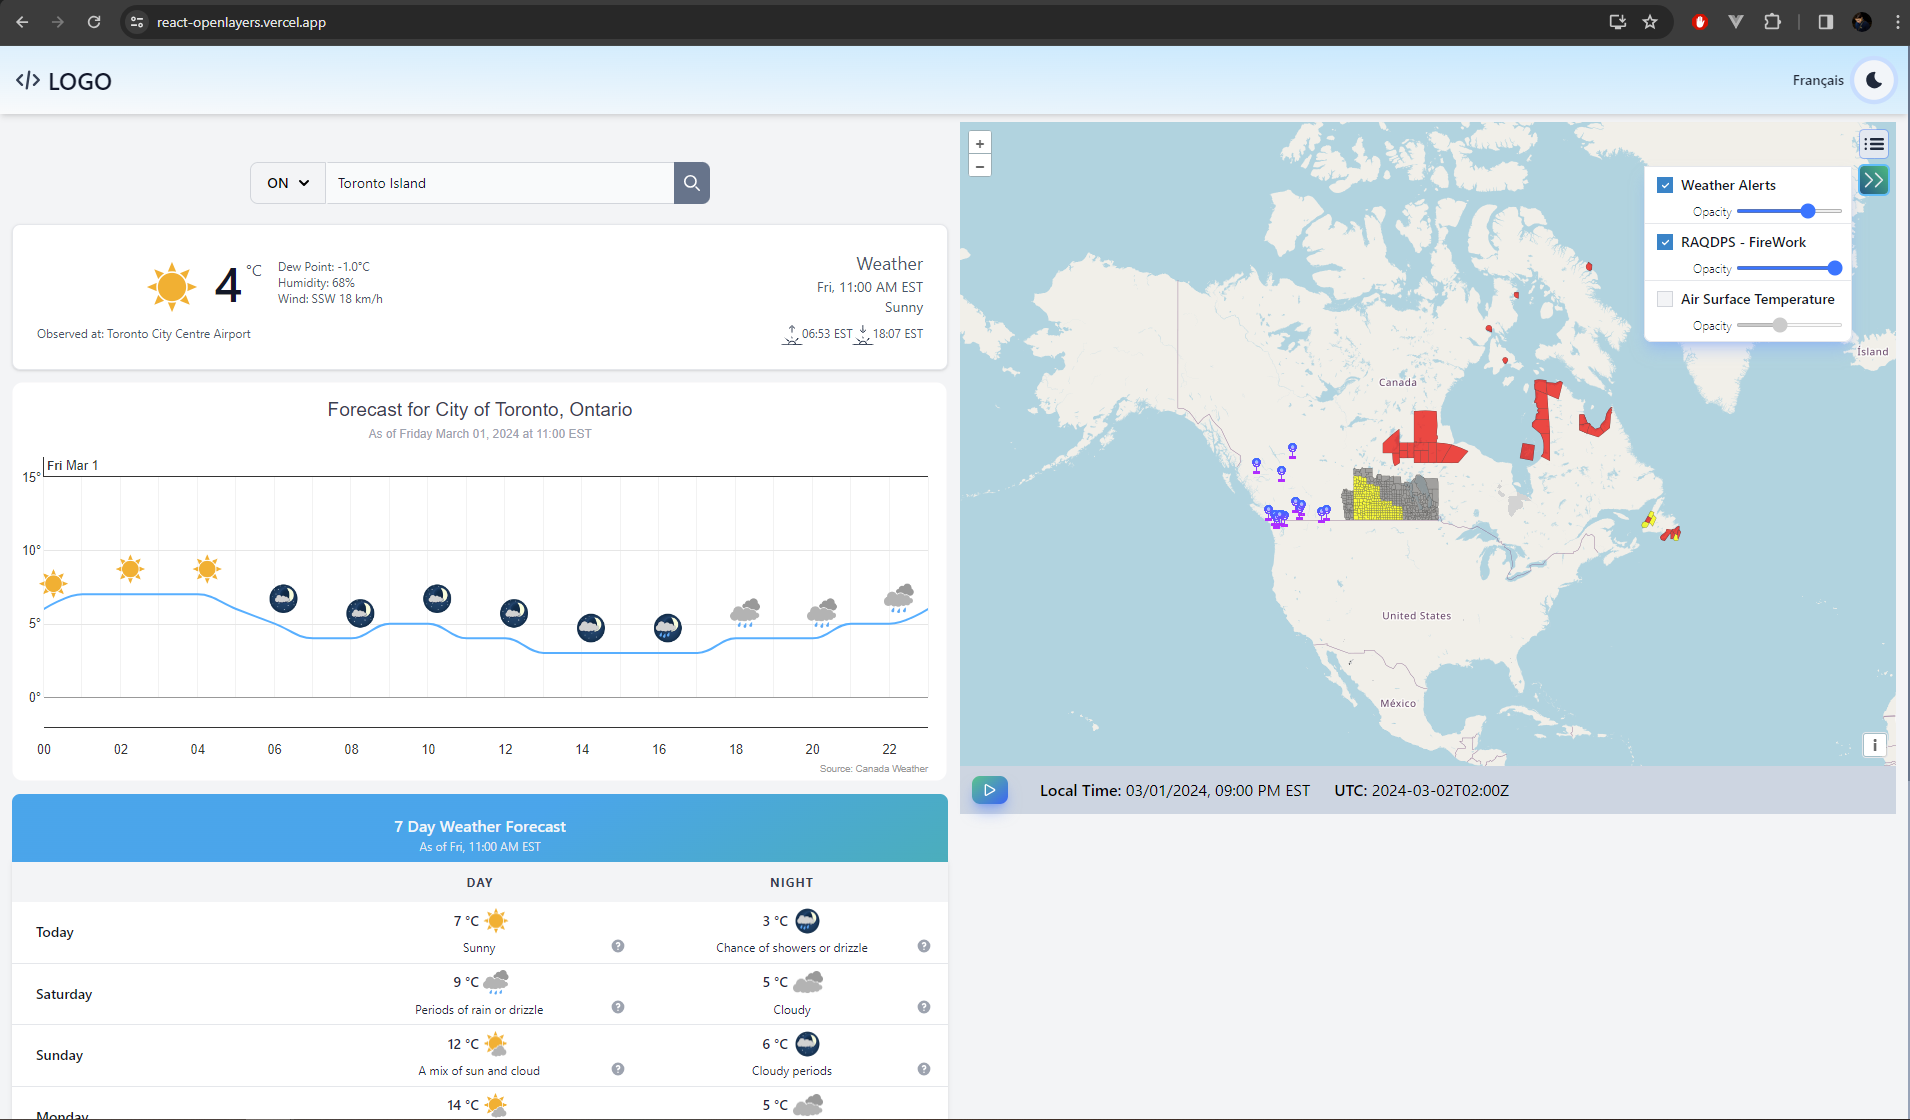 react-openlayers.vercel.app
</> LOGO
Français
ON
Toronto Island
4 °C
Dew Point: -1.0°C
Humidity: 68%
Wind: SSW 18 km/h
Observed at: Toronto City Centre Airport
Weather
Fri, 11:00 AM EST
Sunny
06:53 EST 18:07 EST
Forecast for City of Toronto, Ontario
As of Friday March 01, 2024 at 11:00 EST
Fri Mar 1
15°
10°
5°
0°
00 02 04 06 08 10 12 14 16 18 20 22
Source: Canada Weather
7 Day Weather Forecast
As of Fri, 11:00 AM EST
DAY NIGHT
Today
7 °C
Sunny
3 °C
Chance of showers or drizzle
Saturday
9 °C
Periods of rain or drizzle
5 °C
Cloudy
Sunday
12 °C
A mix of sun and cloud
6 °C
Cloudy periods
Monday
14 °C
5 °C
+
−
Weather Alerts
Opacity
RAQDPS - FireWork
Opacity
Air Surface Temperature
Opacity
Ísland
Canada
United States
México
i
Local Time: 03/01/2024, 09:00 PM EST UTC: 2024-03-02T02:00Z